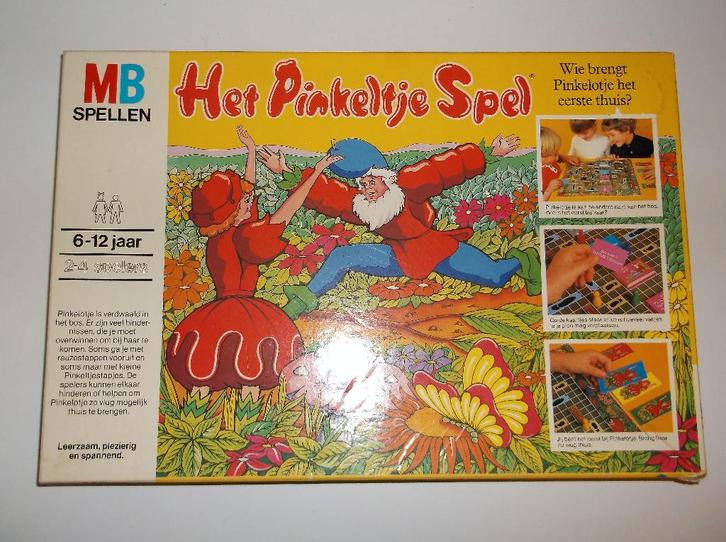 MB
SPELLEN
Het Pinkeltje Spel
Wie brengt
Pinkelotje het
eerste thuis?
6-12 jaar
2-4 spelers
Pinkelotje is verdwaald in
het bos. Er zijn veel hinder-
nissen, die je moet
overwinnen om bij haar te
komen. Soms ga je met
reuzestappen vooruit en
soms maar met kleine
Pinkeltjestapjes. De
spelers kunnen elkaar
hinderen of helpen om
Pinkelotje zo vlug mogelijk
thuis te brengen.
Leerzaam, plezierig
en spannend.